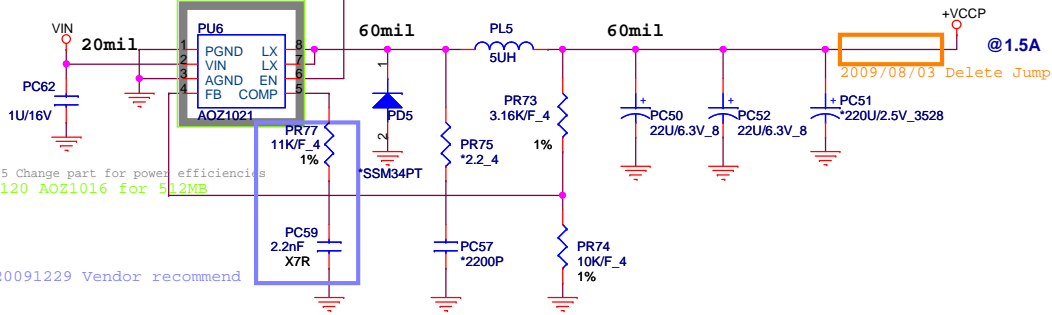 VIN
20mil
PU6
60mil
PL5
5UH
60mil
+VCCP
@1.5A
2009/08/03 Delete Jump
1 PGND LX 8
2 VIN LX 7
3 AGND EN 6
4 FB COMP 5
AOZ1021
PC62
1U/16V
1
PD5
2
*SSM34PT
PR73
3.16K/F_4
1%
PC50
22U/6.3V_8
PC52
22U/6.3V_8
PC51
*220U/2.5V_3528
PR77
11K/F_4
1%
PR75
*2.2_4
5 Change part for power efficiencies
120 AOZ1016 for 512MB
PC59
2.2nF
X7R
PC57
*2200P
PR74
10K/F_4
1%
20091229 Vendor recommend